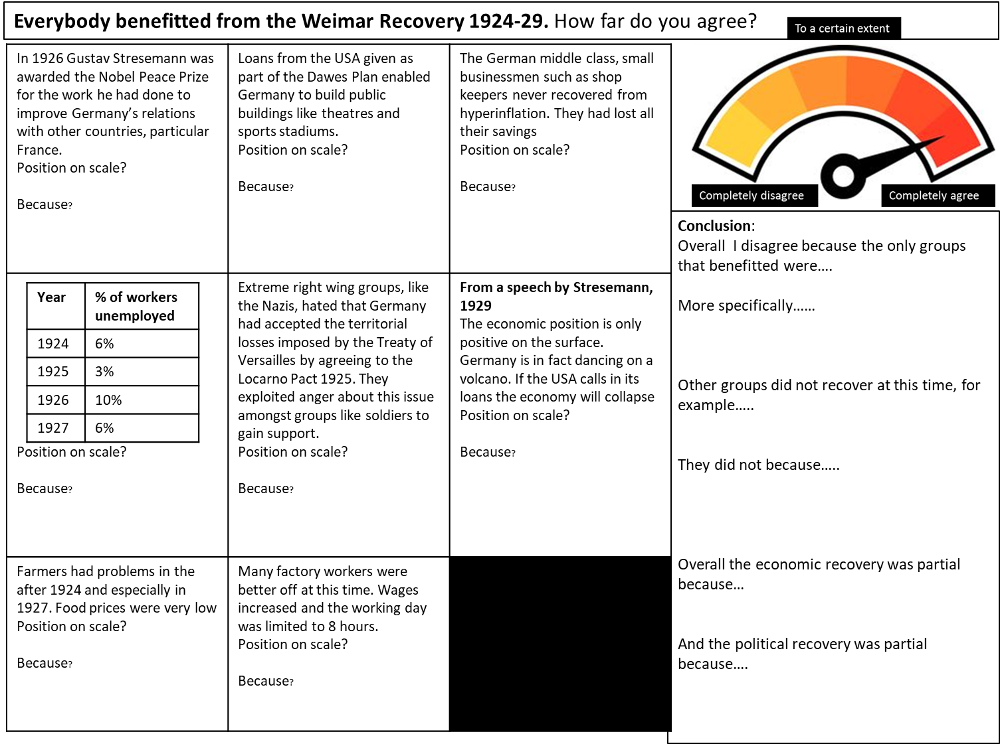 Everybody benefitted from the Weimar Recovery 1924-29. How far do you agree?
To a certain extent
In 1926 Gustav Stresemann was
awarded the Nobel Peace Prize
for the work he had done to
improve Germany’s relations
with other countries, particular
France.
Position on scale?
Because?
Loans from the USA given as
part of the Dawes Plan enabled
Germany to build public
buildings like theatres and
sports stadiums.
Position on scale?
Because?
The German middle class, small
businessmen such as shop
keepers never recovered from
hyperinflation. They had lost all
their savings
Position on scale?
Because?
Completely disagree
Completely agree
Year % of workers
unemployed
1924 6%
1925 3%
1926 10%
1927 6%
Position on scale?
Because?
Extreme right wing groups, like
the Nazis, hated that Germany
had accepted the territorial
losses imposed by the Treaty of
Versailles by agreeing to the
Locarno Pact 1925. They
exploited anger about this issue
amongst groups like soldiers to
gain support.
Position on scale?
Because?
From a speech by Stresemann,
1929
The economic position is only
positive on the surface.
Germany is in fact dancing on a
volcano. If the USA calls in its
loans the economy will collapse
Position on scale?
Because?
Farmers had problems in the
after 1924 and especially in
1927. Food prices were very low
Position on scale?
Because?
Many factory workers were
better off at this time. Wages
increased and the working day
was limited to 8 hours.
Position on scale?
Because?
Conclusion:
Overall I disagree because the only groups
that benefitted were….
More specifically……
Other groups did not recover at this time, for
example…..
They did not because…..
Overall the economic recovery was partial
because…
And the political recovery was partial
because….